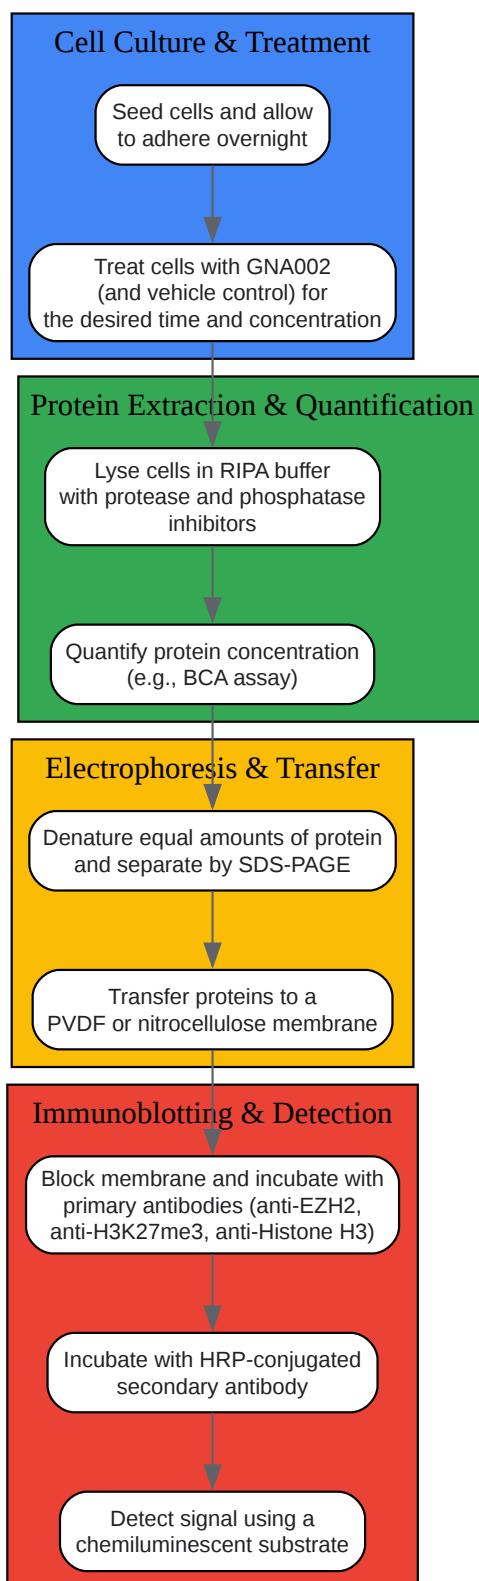 Cell Culture & Treatment
Seed cells and allow
to adhere overnight
Treat cells with GNA002
(and vehicle control) for
the desired time and concentration
Protein Extraction & Quantification
Lyse cells in RIPA buffer
with protease and phosphatase
inhibitors
Quantify protein concentration
(e.g., BCA assay)
Electrophoresis & Transfer
Denature equal amounts of protein
and separate by SDS-PAGE
Transfer proteins to a
PVDF or nitrocellulose membrane
Immunoblotting & Detection
Block membrane and incubate with
primary antibodies (anti-EZH2,
anti-H3K27me3, anti-Histone H3)
Incubate with HRP-conjugated
secondary antibody
Detect signal using a
chemiluminescent substrate